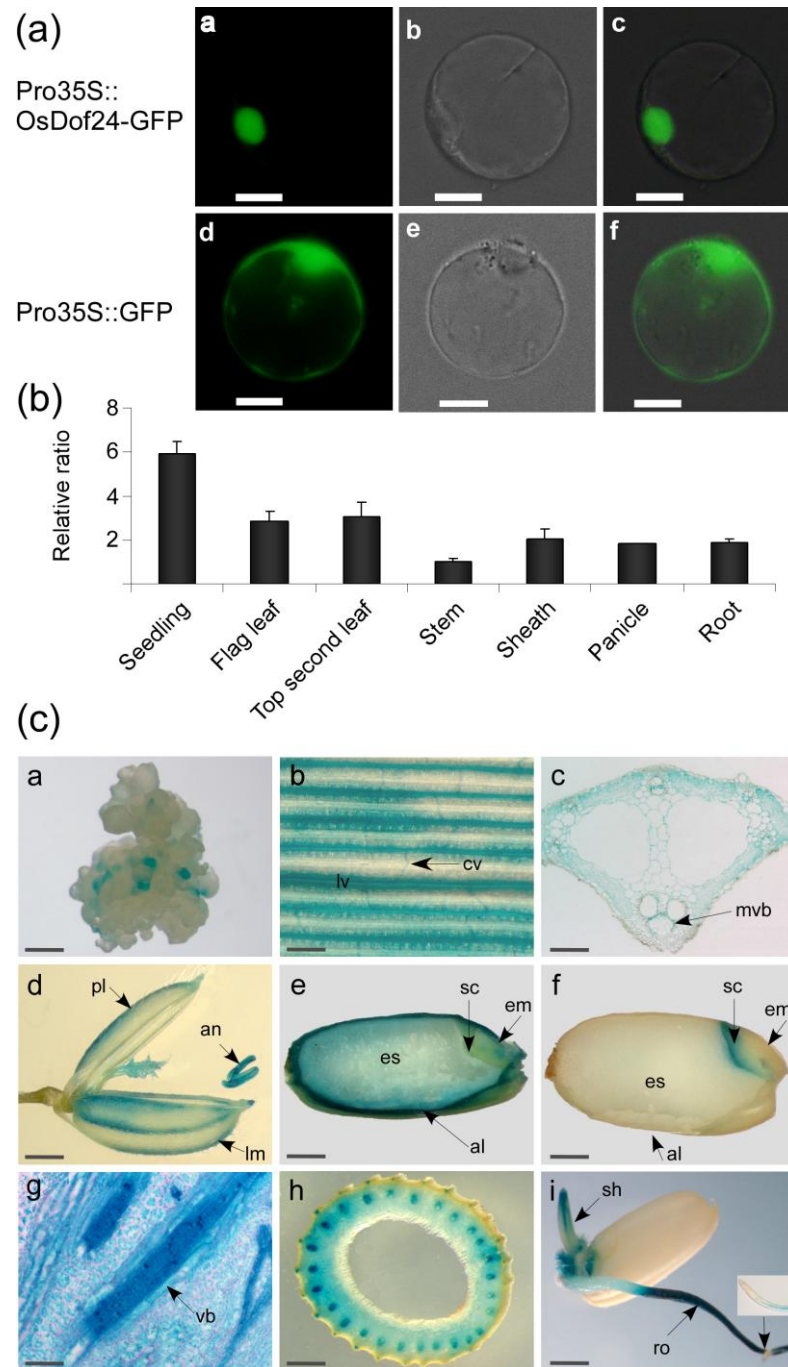 (a)
Pro35S::
OsDof24-GFP
a
b
c
Pro35S::GFP
d
e
f
(b)
Relative ratio
8
6
4
2
Seedling
Flag leaf
Top second leaf
Stem
Sheath
Panicle
Root
(c)
a
b
cv
lv
c
mvb
d
pl
an
lm
e
sc
em
es
al
f
sc
em
es
al
g
vb
h
i
sh
ro